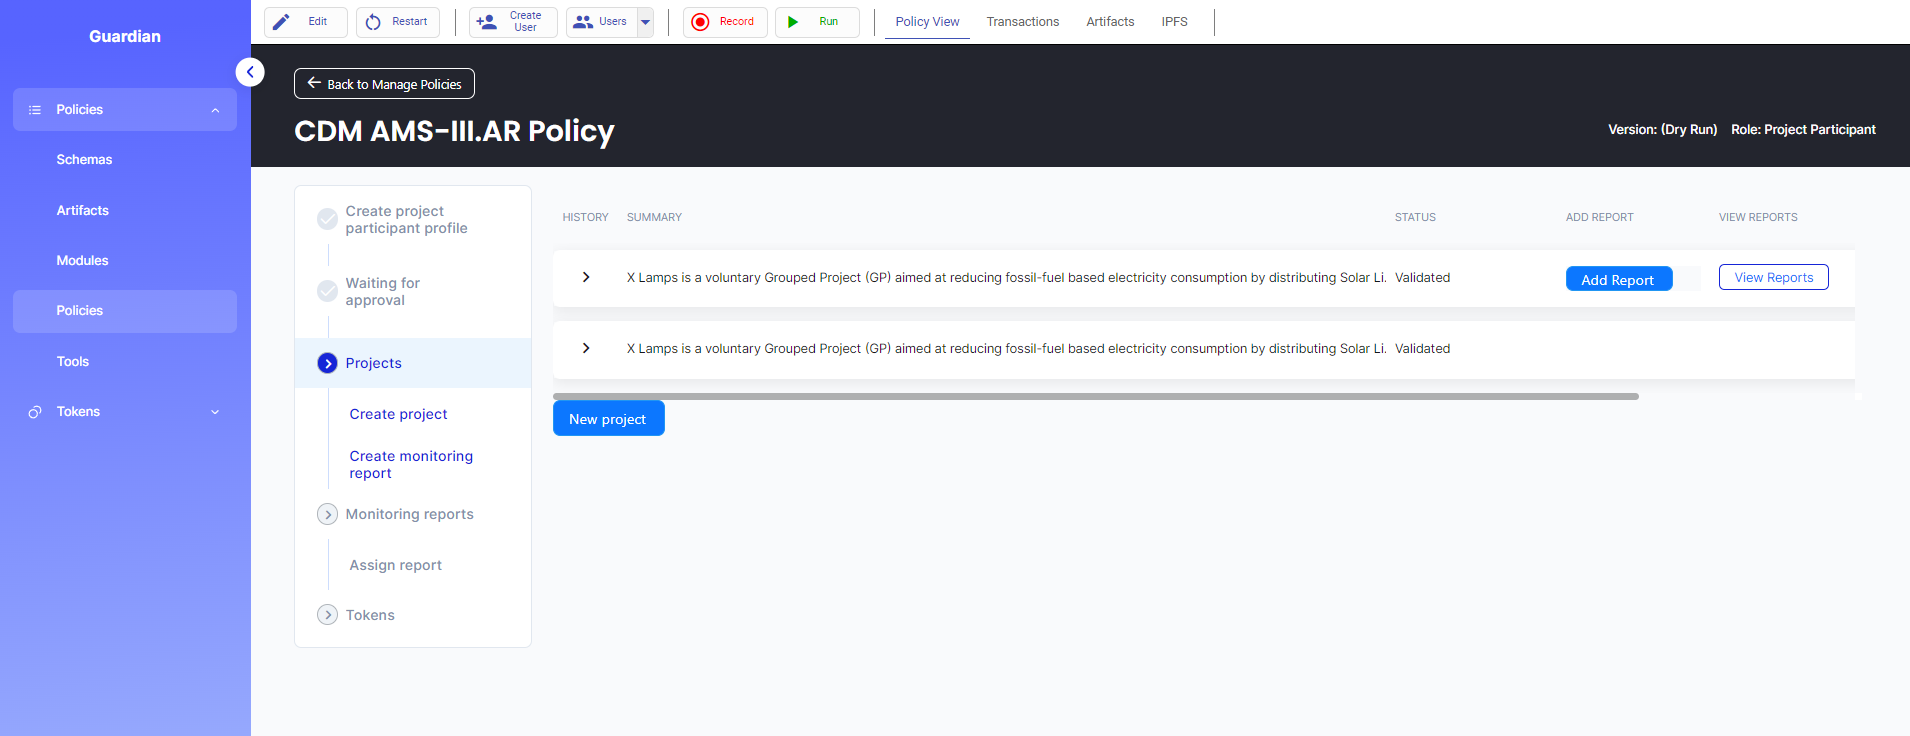 Guardian
Policies
Schemas
Artifacts
Modules
Policies
Tools
Tokens
Edit
Restart
Create
User
Users
Record
Run
Policy View
Transactions
Artifacts
IPFS
Back to Manage Policies
CDM AMS-III.AR Policy
Version: (Dry Run) Role: Project Participant
Create project
participant profile
Waiting for
approval
Projects
Create project
Create monitoring
report
Monitoring reports
Assign report
Tokens
HISTORY SUMMARY STATUS ADD REPORT VIEW REPORTS
X Lamps is a voluntary Grouped Project (GP) aimed at reducing fossil-fuel based electricity consumption by distributing Solar Li. Validated Add Report View Reports
X Lamps is a voluntary Grouped Project (GP) aimed at reducing fossil-fuel based electricity consumption by distributing Solar Li. Validated
New project